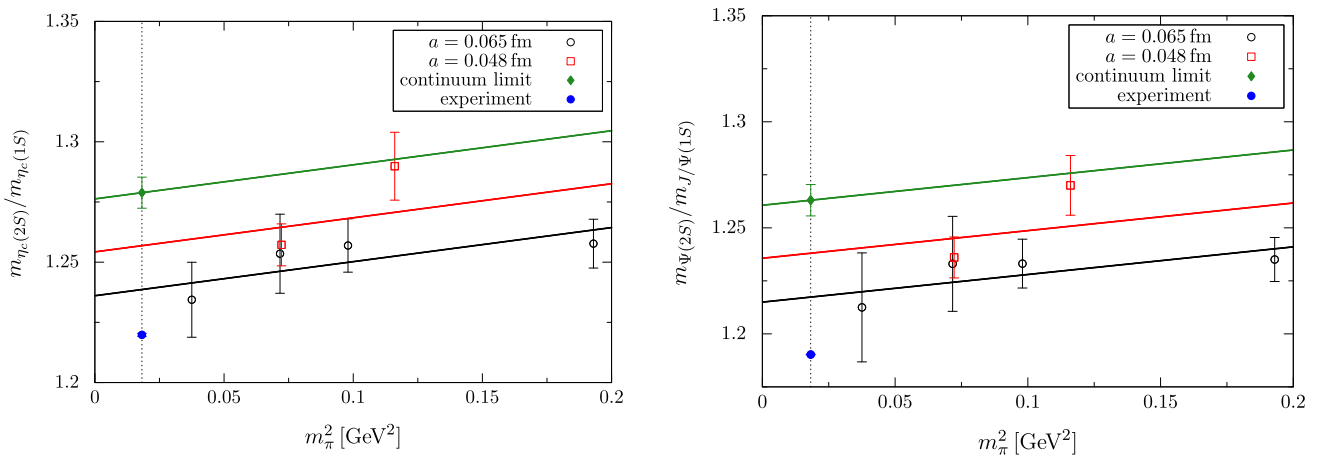 1.35
1.3
1.25
1.2
0
0.05
0.1
0.15
0.2
m_{η_c(2S)}/m_{η_c(1S)}
m_π^2 [GeV^2]
a = 0.065 fm
a = 0.048 fm
continuum limit
experiment
1.35
1.3
1.25
1.2
0
0.05
0.1
0.15
0.2
m_{Ψ(2S)}/m_{J/Ψ(1S)}
m_π^2 [GeV^2]
a = 0.065 fm
a = 0.048 fm
continuum limit
experiment